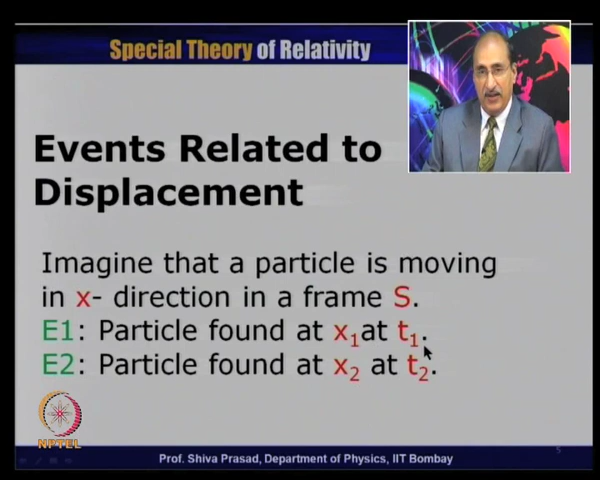 Special Theory of Relativity
Events Related to
Displacement
Imagine that a particle is moving
in x- direction in a frame S.
E1: Particle found at x1at t1.
E2: Particle found at x2 at t2.
NPTEL
Prof. Shiva Prasad, Department of Physics, IIT Bombay
5